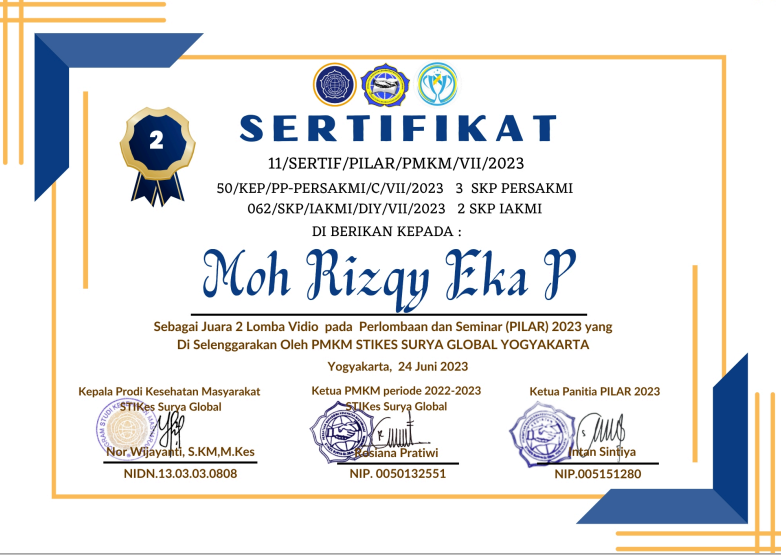 2
SERTIFIKAT
11/SERTIF/PILAR/PMKM/VII/2023
50/KEP/PP-PERSAKMI/C/VII/2023 3 SKP PERSAKMI
062/SKP/IAKMI/DIY/VII/2023 2 SKP IAKMI
DI BERIKAN KEPADA :
Moh Rizqy Eka P
Sebagai Juara 2 Lomba Vidio pada Perlombaan dan Seminar (PILAR) 2023 yang
Di Selenggarakan Oleh PMKM STIKES SURYA GLOBAL YOGYAKARTA
Yogyakarta, 24 Juni 2023
Kepala Prodi Kesehatan Masyarakat
STIKes Surya Global
Nor Wijayanti, S.KM,M.Kes
NIDN.13.03.03.0808
Ketua PMKM periode 2022-2023
STIKes Surya Global
Rosiana Pratiwi
NIP. 0050132551
Ketua Panitia PILAR 2023
Intan Sintiya
NIP.005151280